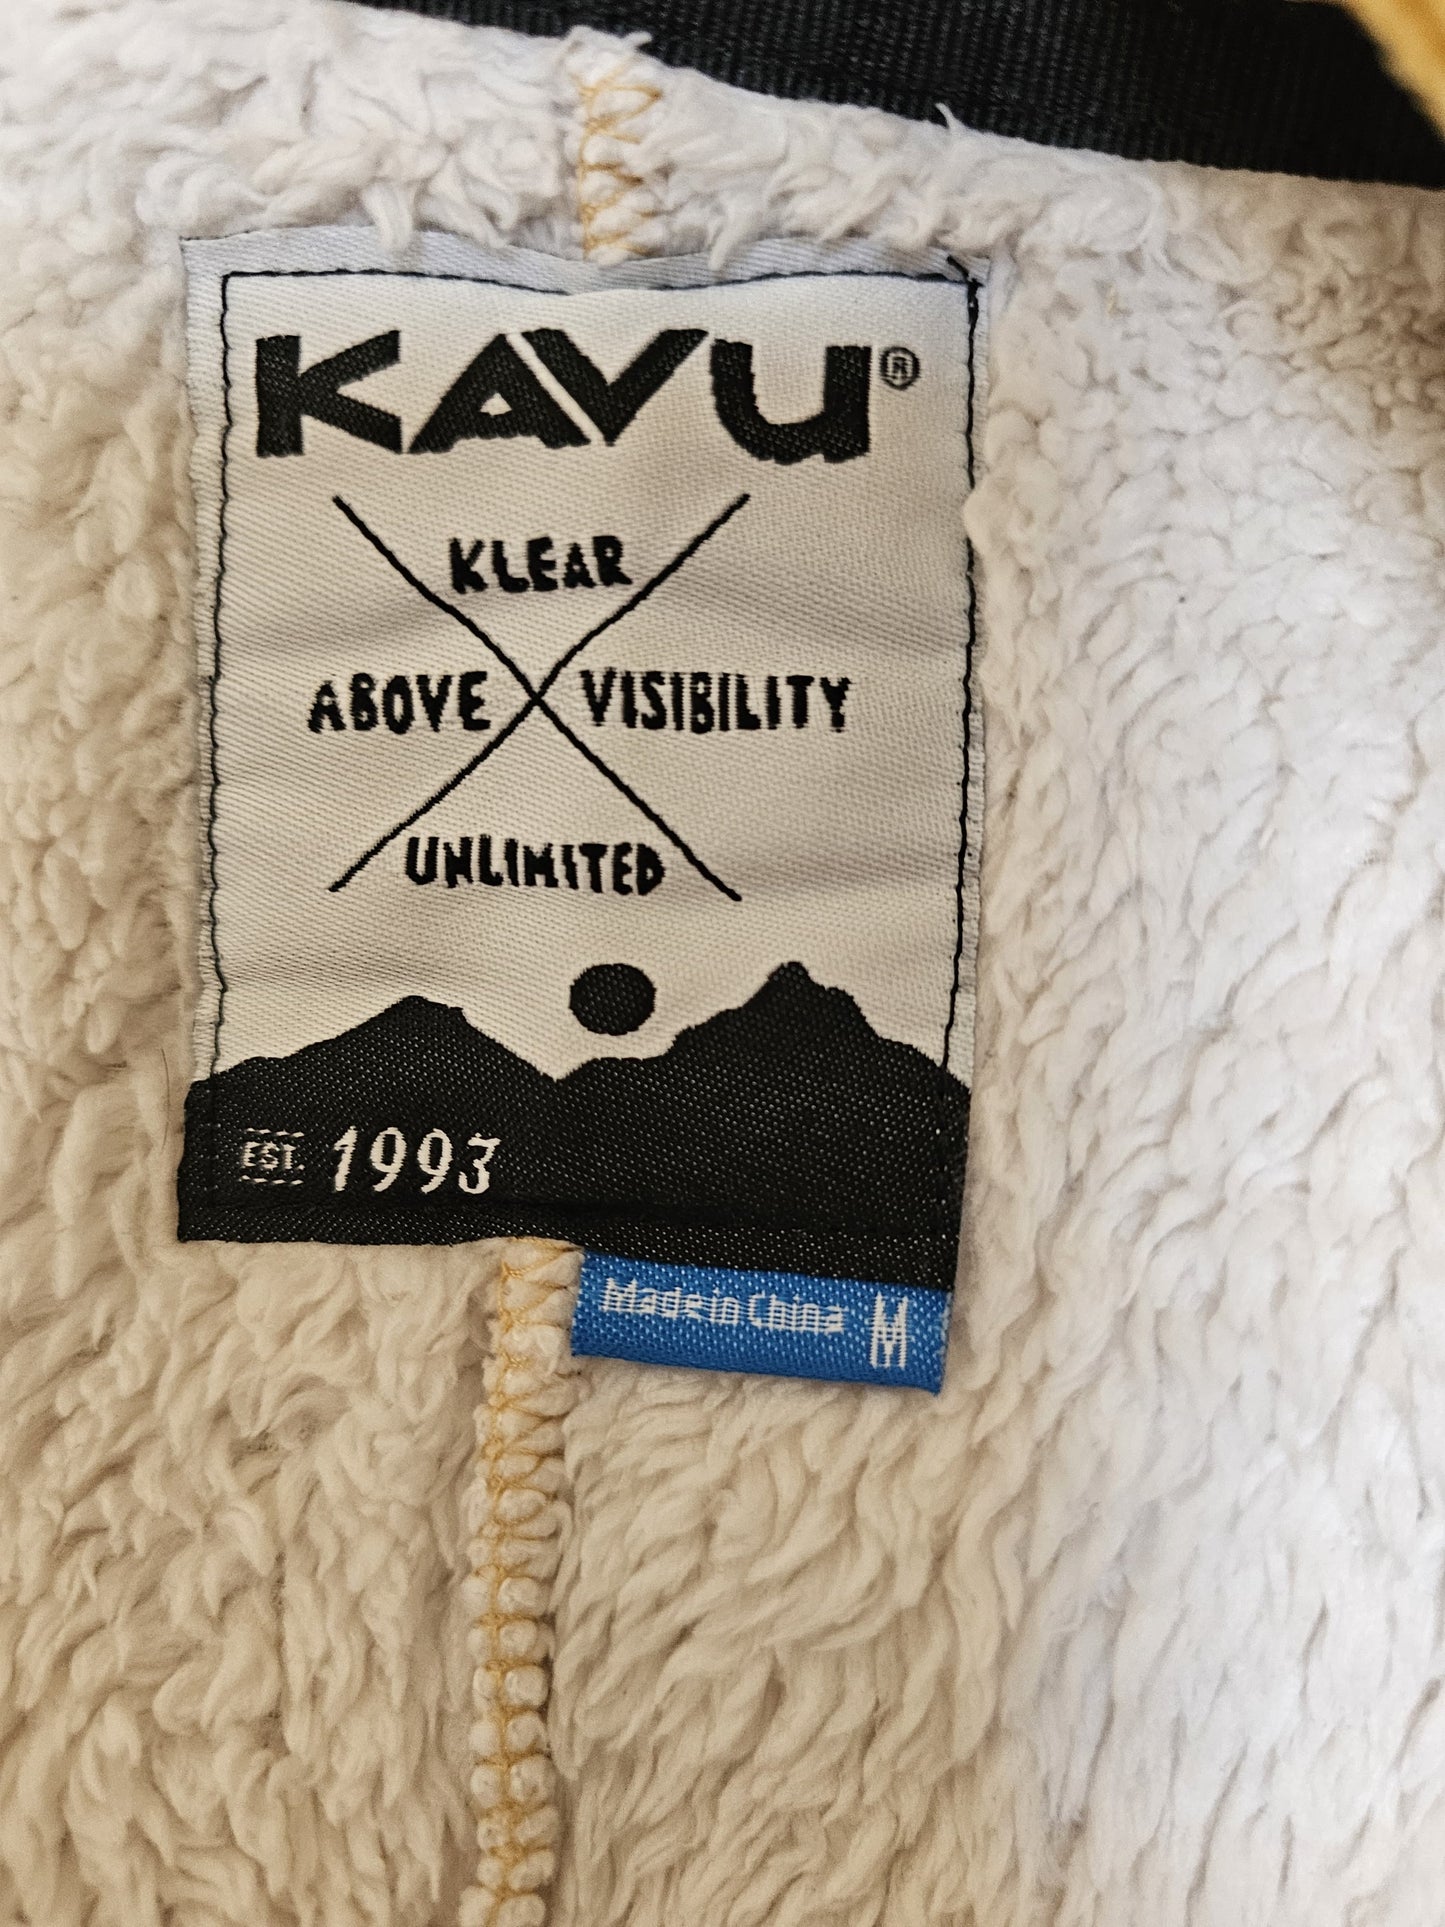 KAVU®
KLEAR
ABOVE VISIBILITY
UNLIMITED
EST. 1993
Made in China M